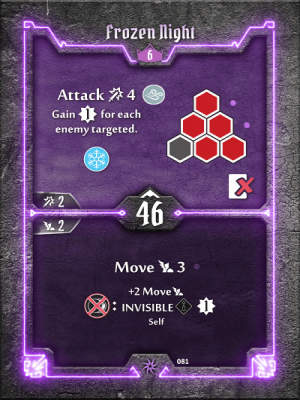 Frozen Night
6
Attack 4
Gain 1 for each
enemy targeted.
2
46
2
Move 3
+2 Move
: INVISIBLE 1
Self
081